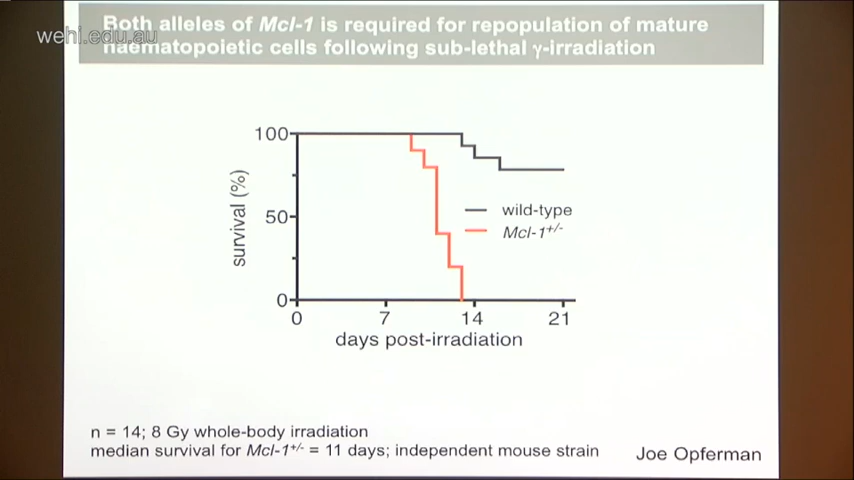 Both alleles of Mcl-1 is required for repopulation of mature
wehi.edu.au
haematopoietic cells following sub-lethal γ-irradiation
100
50
0
survival (%)
wild-type
Mcl-1+/-
0 7 14 21
days post-irradiation
n = 14; 8 Gy whole-body irradiation
median survival for Mcl-1+/- = 11 days; independent mouse strain
Joe Opferman